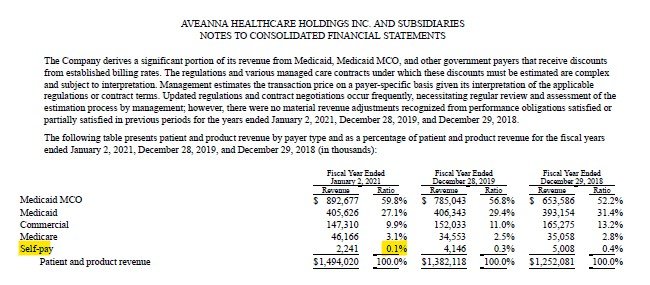 AVEANNA HEALTHCARE HOLDINGS INC. AND SUBSIDIARIES
NOTES TO CONSOLIDATED FINANCIAL STATEMENTS
The Company derives a significant portion of its revenue from Medicaid, Medicaid MCO, and other government payers that receive discounts
from established billing rates. The regulations and various managed care contracts under which these discounts must be estimated are complex
and subject to interpretation. Management estimates the transaction price on a payer-specific basis given its interpretation of the applicable
regulations or contract terms. Updated regulations and contract negotiations occur frequently, necessitating regular review and assessment of the
estimation process by management; however, there were no material revenue adjustments recognized from performance obligations satisfied or
partially satisfied in previous periods for the years ended January 2, 2021, December 28, 2019, and December 29, 2018.
The following table presents patient and product revenue by payer type and as a percentage of patient and product revenue for the fiscal years
ended January 2, 2021, December 28, 2019, and December 29, 2018 (in thousands):
Fiscal Year Ended Fiscal Year Ended Fiscal Year Ended
January 2, 2021 December 28, 2019 December 29, 2018
Revenue Ratio Revenue Ratio Revenue Ratio
Medicaid MCO $ 892,677 59.8% $ 785,043 56.8% $ 653,586 52.2%
Medicaid 405,626 27.1% 406,343 29.4% 393,154 31.4%
Commercial 147,310 9.9% 152,033 11.0% 165,275 13.2%
Medicare 46,166 3.1% 34,553 2.5% 35,058 2.8%
Self-pay 2,241 0.1% 4,146 0.3% 5,008 0.4%
Patient and product revenue $1,494,020 100.0% $1,382,118 100.0% $1,252,081 100.0%